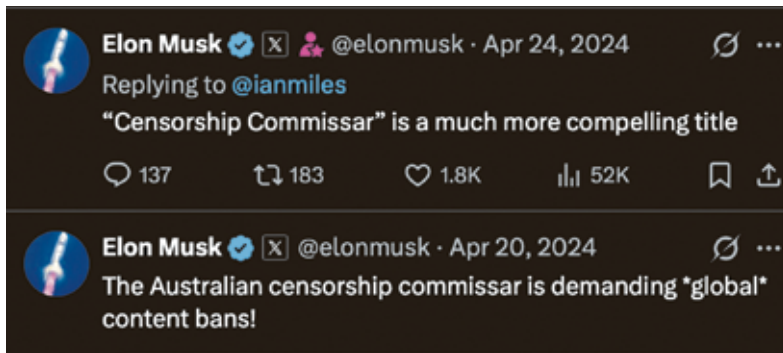 Elon Musk @elonmusk · Apr 24, 2024
Replying to @ianmiles
“Censorship Commissar” is a much more compelling title
137 183 1.8K 52K
Elon Musk @elonmusk · Apr 20, 2024
The Australian censorship commissar is demanding *global*
content bans!